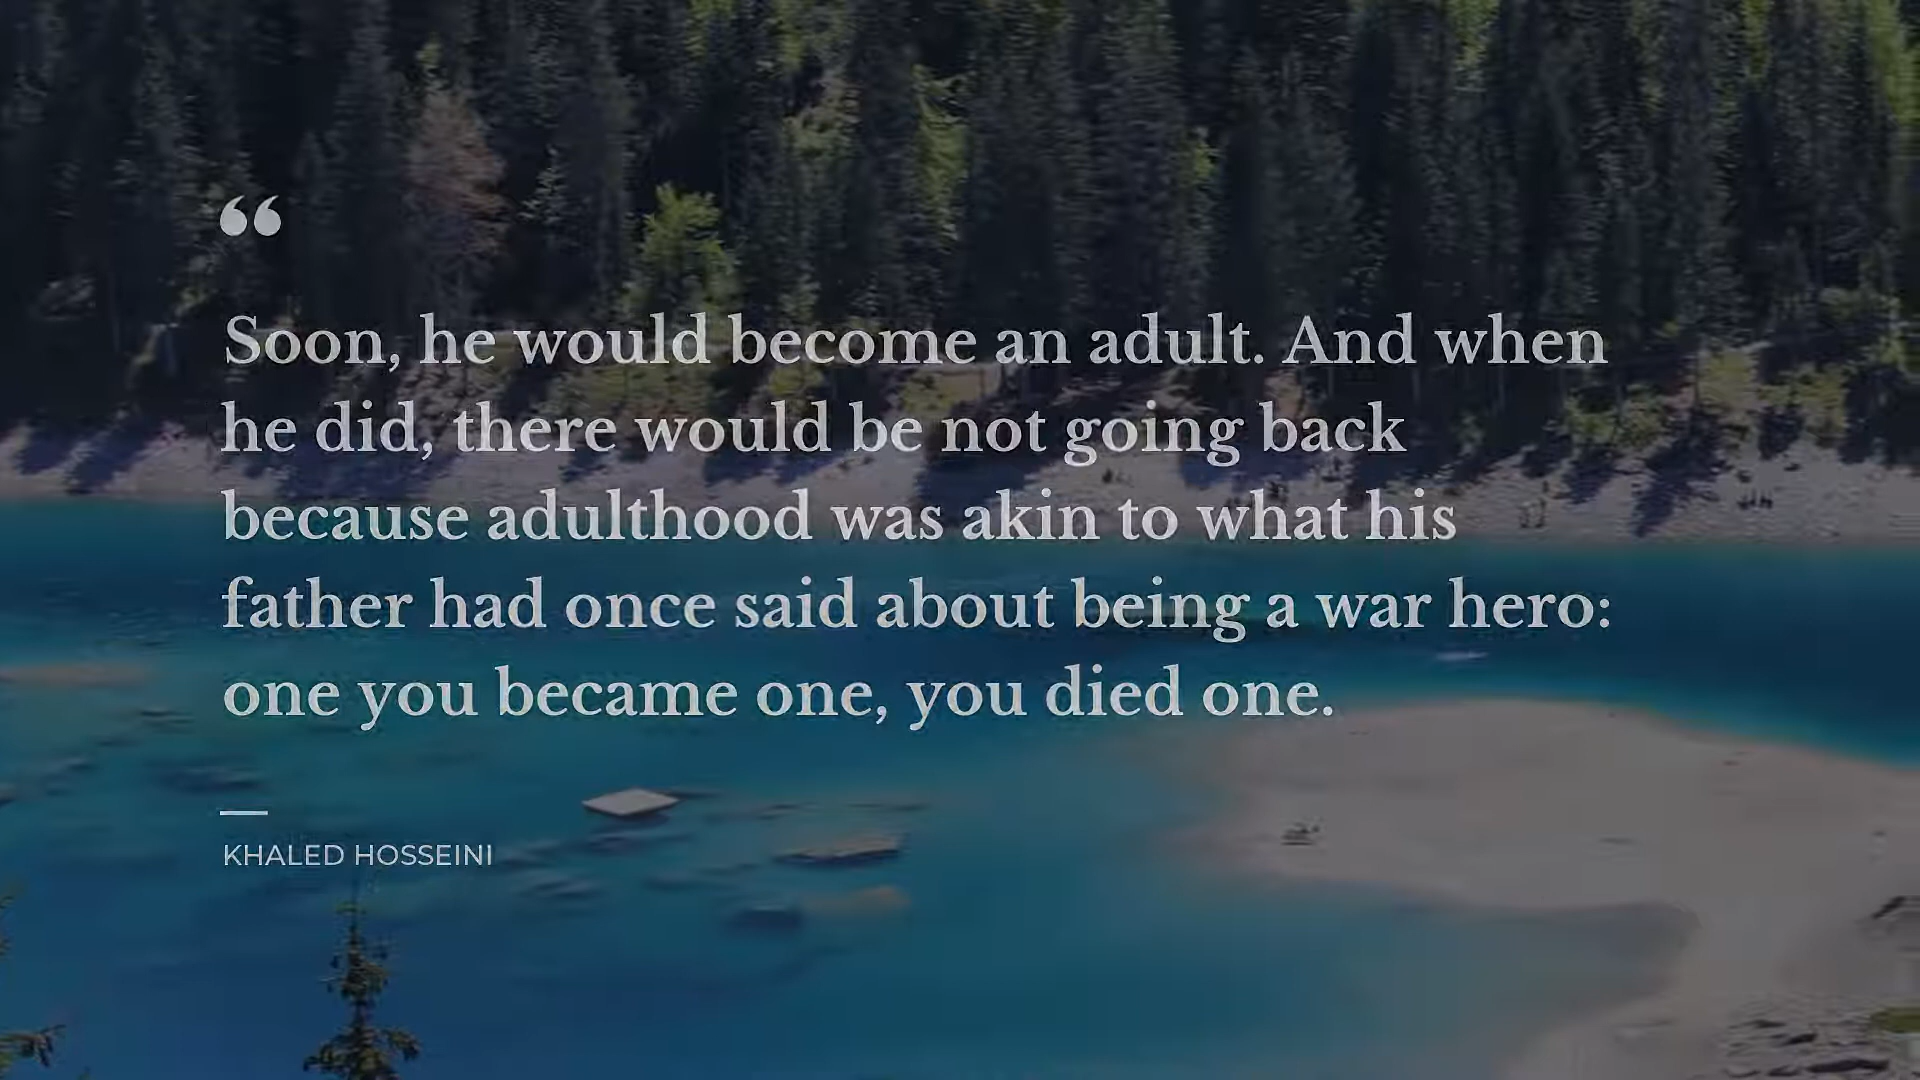 “
Soon, he would become an adult. And when
he did, there would be not going back
because adulthood was akin to what his
father had once said about being a war hero:
one you became one, you died one.
KHALED HOSSEINI